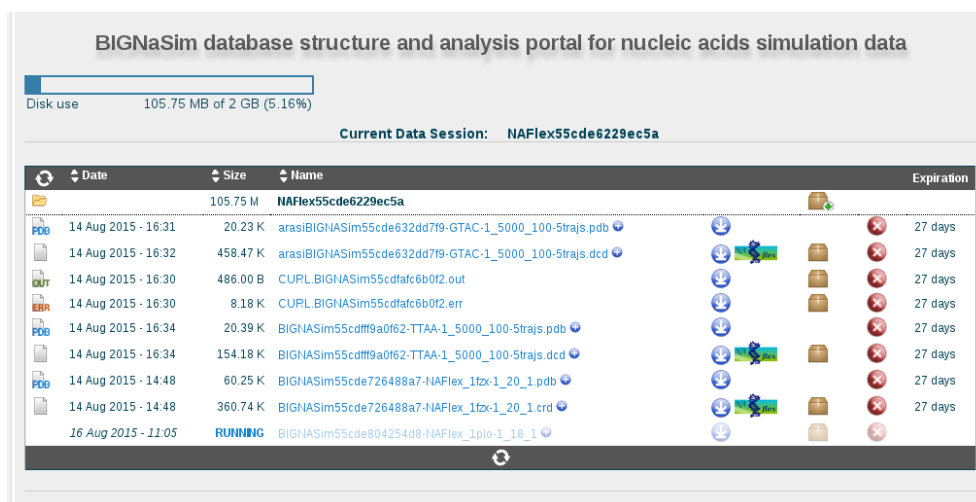 BIGNaSim database structure and analysis portal for nucleic acids simulation data
Disk use 105.75 MB of 2 GB (5.16%)
Current Data Session: NAFlex55cde6229ec5a
Date Size Name Expiration
105.75 M NAFlex55cde6229ec5a
PDB 14 Aug 2015 - 16:31 20.23 K arasiBIGNASim55cde632dd7f9-GTAC-1_5000_100-5trajs.pdb 27 days
14 Aug 2015 - 16:32 458.47 K arasiBIGNASim55cde632dd7f9-GTAC-1_5000_100-5trajs.dcd NAflex 27 days
OUT 14 Aug 2015 - 16:30 486.00 B CURL.BIGNASim55cdfafc6b0f2.out 27 days
ERR 14 Aug 2015 - 16:30 8.18 K CURL.BIGNASim55cdfafc6b0f2.err 27 days
PDB 14 Aug 2015 - 16:34 20.39 K BIGNASim55cdfff9a0f62-TTAA-1_5000_100-5trajs.pdb 27 days
14 Aug 2015 - 16:34 154.18 K BIGNASim55cdfff9a0f62-TTAA-1_5000_100-5trajs.dcd NAflex 27 days
PDB 14 Aug 2015 - 14:48 60.25 K BIGNASim55cde726488a7-NAFlex_1fzx-1_20_1.pdb 27 days
14 Aug 2015 - 14:48 360.74 K BIGNASim55cde726488a7-NAFlex_1fzx-1_20_1.crd NAflex 27 days
16 Aug 2015 - 11:05 RUNNING BIGNASim55cde804254d8-NAFlex_1pio-1_18_1